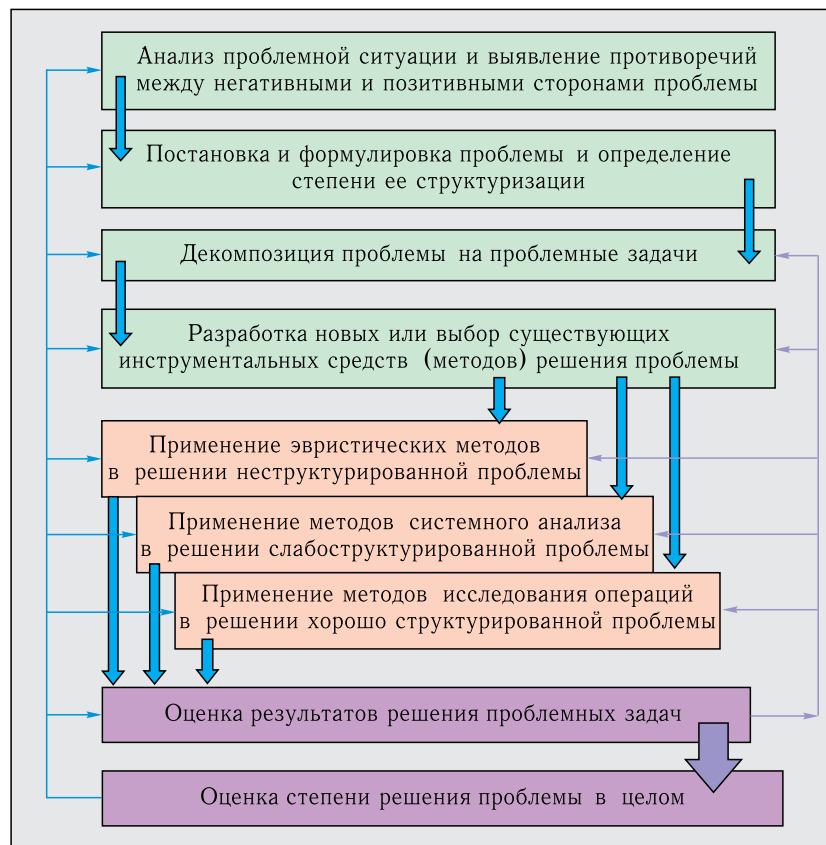 Анализ проблемной ситуации и выявление противоречий
между негативными и позитивными сторонами проблемы
Постановка и формулировка проблемы и определение
степени ее структуризации
Декомпозиция проблемы на проблемные задачи
Разработка новых или выбор существующих
инструментальных средств (методов) решения проблемы
Применение эвристических методов
в решении неструктурированной проблемы
Применение методов системного анализа
в решении слабоструктурированной проблемы
Применение методов исследования операций
в решении хорошо структурированной проблемы
Оценка результатов решения проблемных задач
Оценка степени решения проблемы в целом